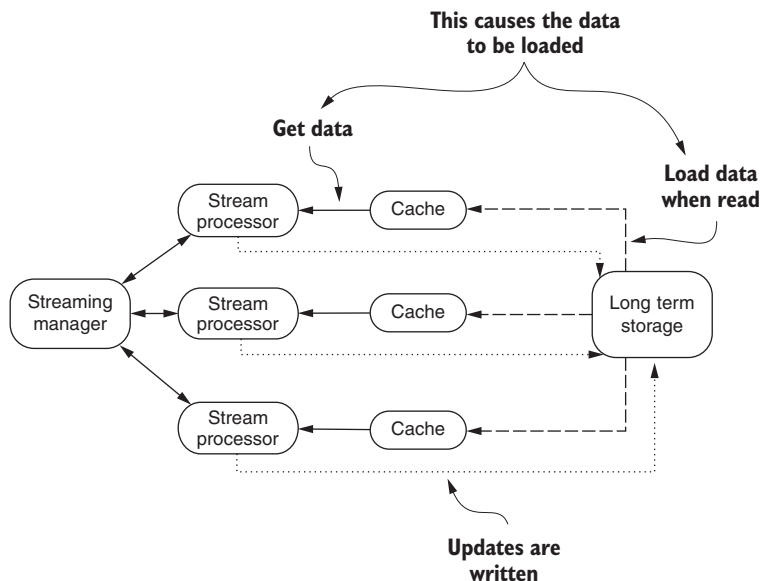 This causes the data
to be loaded
Get data
Load data
when read
Stream
processor
Cache
Streaming
manager
Stream
processor
Cache
Long term
storage
Stream
processor
Cache
Updates are
written